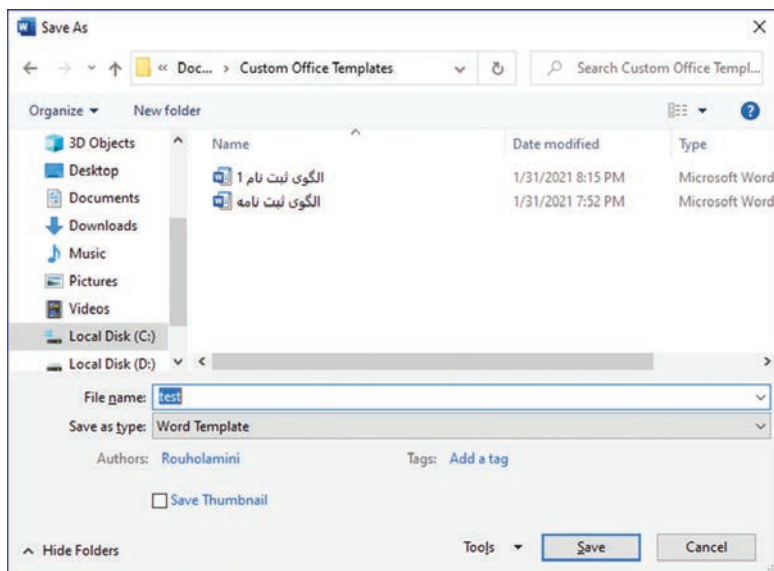 Save As
« Doc... › Custom Office Templates
Search Custom Office Templ...
Organize
New folder
3D Objects
Desktop
Documents
Downloads
Music
Pictures
Videos
Local Disk (C:)
Local Disk (D:)
Name Date modified Type
الگوی ثبت نام 1 1/31/2021 8:15 PM Microsoft Word
الگوی ثبت نامه 1/31/2021 7:52 PM Microsoft Word
File name: test
Save as type: Word Template
Authors: Rouholamini Tags: Add a tag
Save Thumbnail
Hide Folders Tools Save Cancel